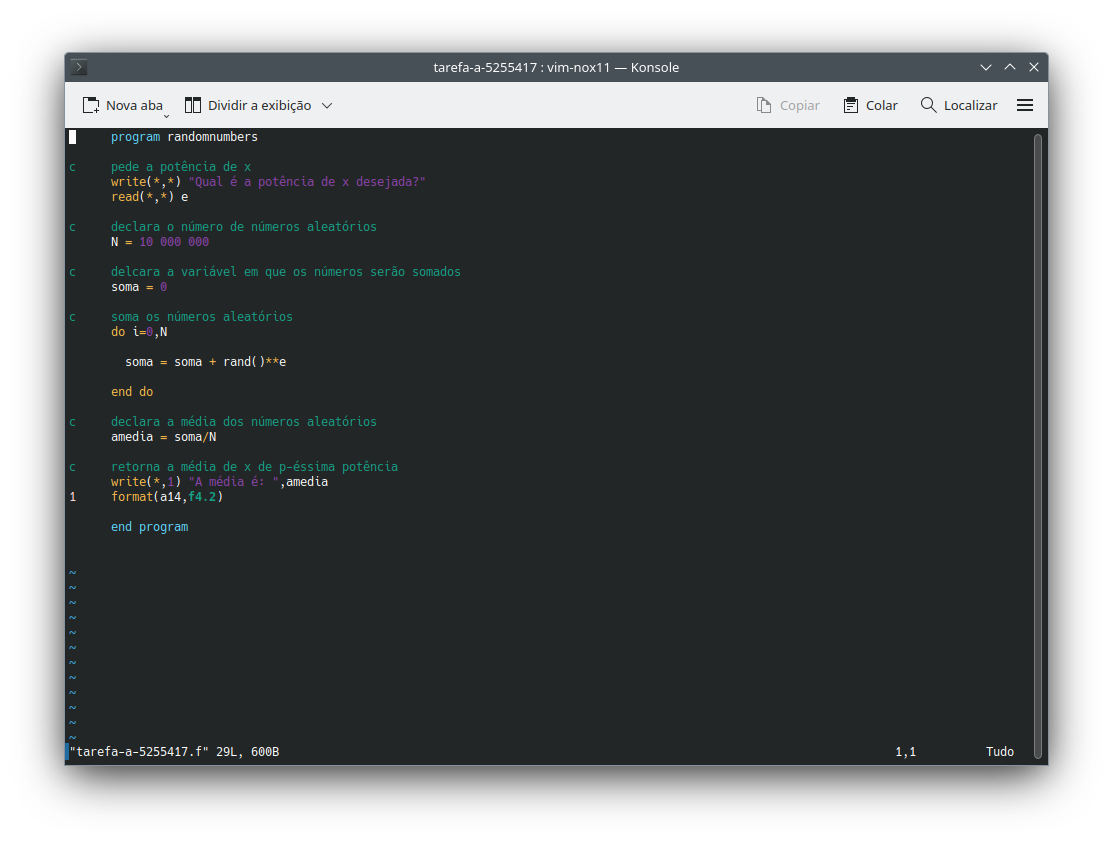 tarefa-a-5255417 : vim-nox11 — Konsole
Nova aba Dividir a exibição Copiar Colar Localizar
program randomnumbers
c pede a potência de x
write(*,*) "Qual é a potência de x desejada?"
read(*,*) e
c declara o número de números aleatórios
N = 10 000 000
c delcara a variável em que os números serão somados
soma = 0
c soma os números aleatórios
do i=0,N
soma = soma + rand()**e
end do
c declara a média dos números aleatórios
amedia = soma/N
c retorna a média de x de p-éssima potência
write(*,1) "A média é: ",amedia
1 format(a14,f4.2)
end program
~
~
~
~
~
~
~
~
~
~
~
~
"tarefa-a-5255417.f" 29L, 600B 1,1 Tudo